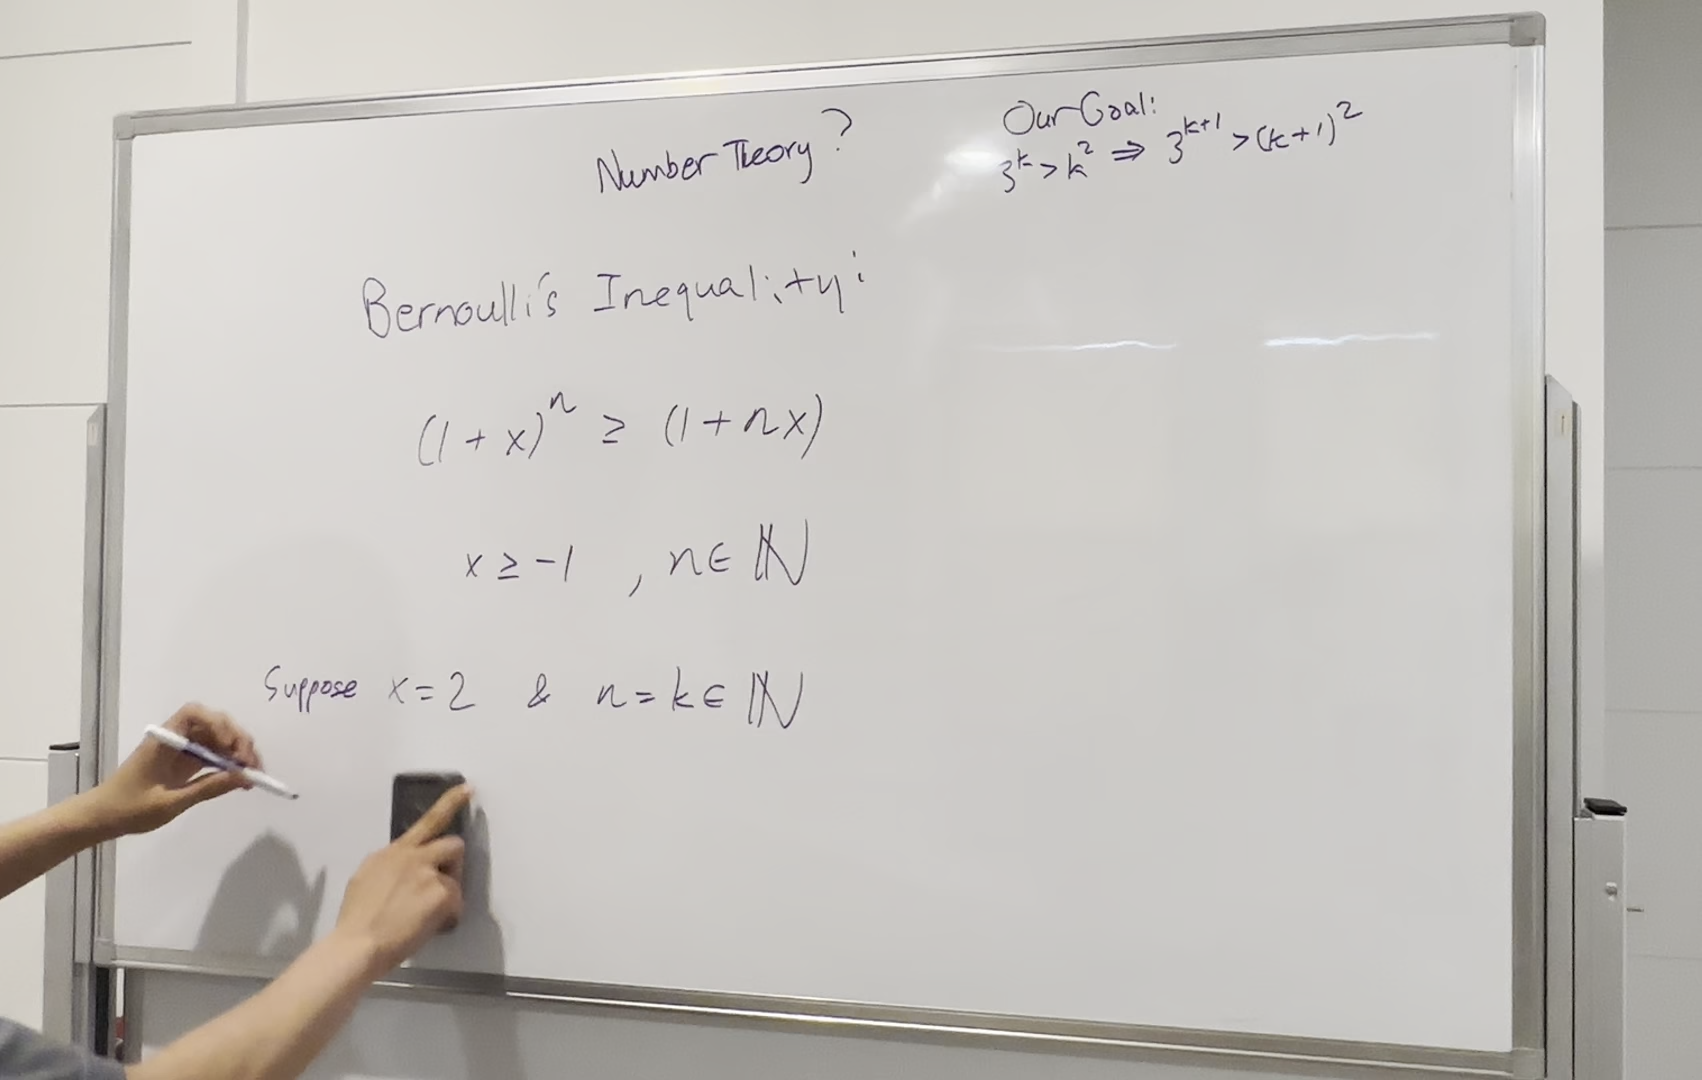 Number Theory?
Our Goal:
3^k > k^2 ⇒ 3^{k+1} > (k+1)^2
Bernoulli's Inequality:
(1 + x)^n ≥ (1 + nx)
x ≥ -1 , n ∈ ℕ
Suppose x = 2 & n = k ∈ ℕ